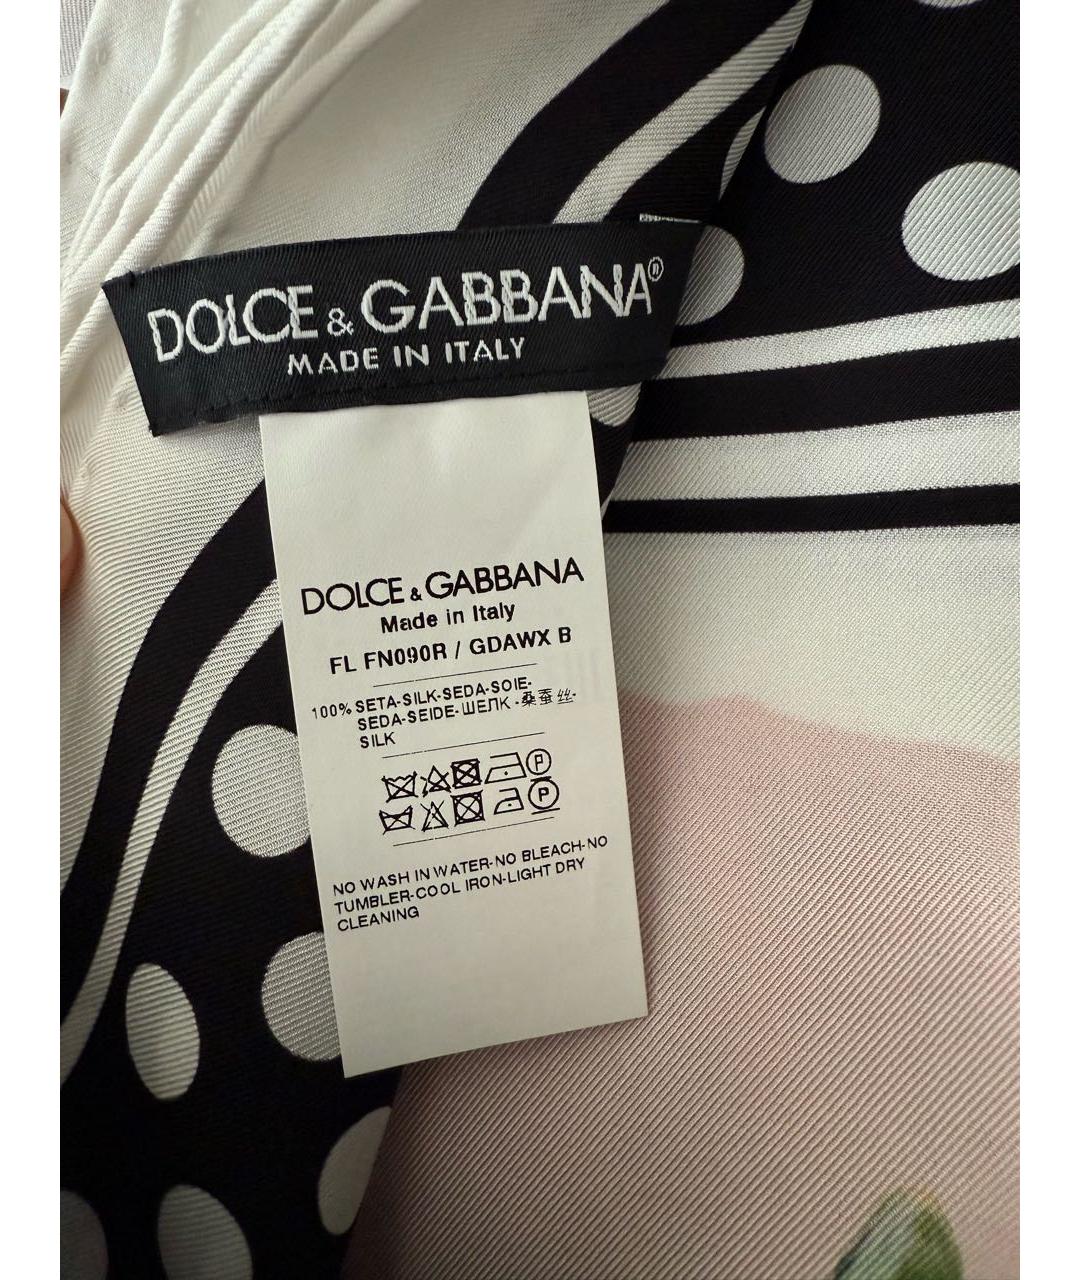 DOLCE & GABBANA
MADE IN ITALY
DOLCE & GABBANA
Made in Italy
FL FN090R / GDAWX B
100% SETA-SILK-SEDA-SOIE-
SEDA-SEIDE-ШЕЛК -桑蚕丝-
SILK
P
P
NO WASH IN WATER-NO BLEACH-NO
TUMBLER-COOL IRON-LIGHT DRY
CLEANING